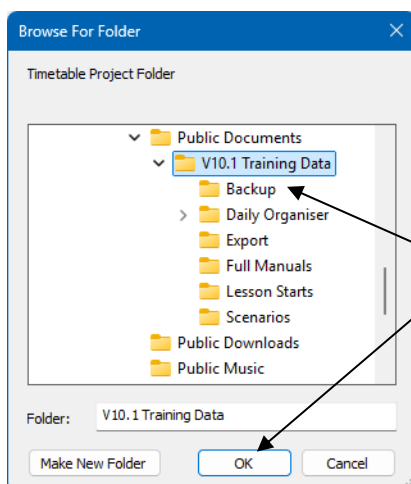 Browse For Folder
Timetable Project Folder
Public Documents
V10.1 Training Data
Backup
Daily Organiser
Export
Full Manuals
Lesson Starts
Scenarios
Public Downloads
Public Music
Folder: V10.1 Training Data
Make New Folder OK Cancel